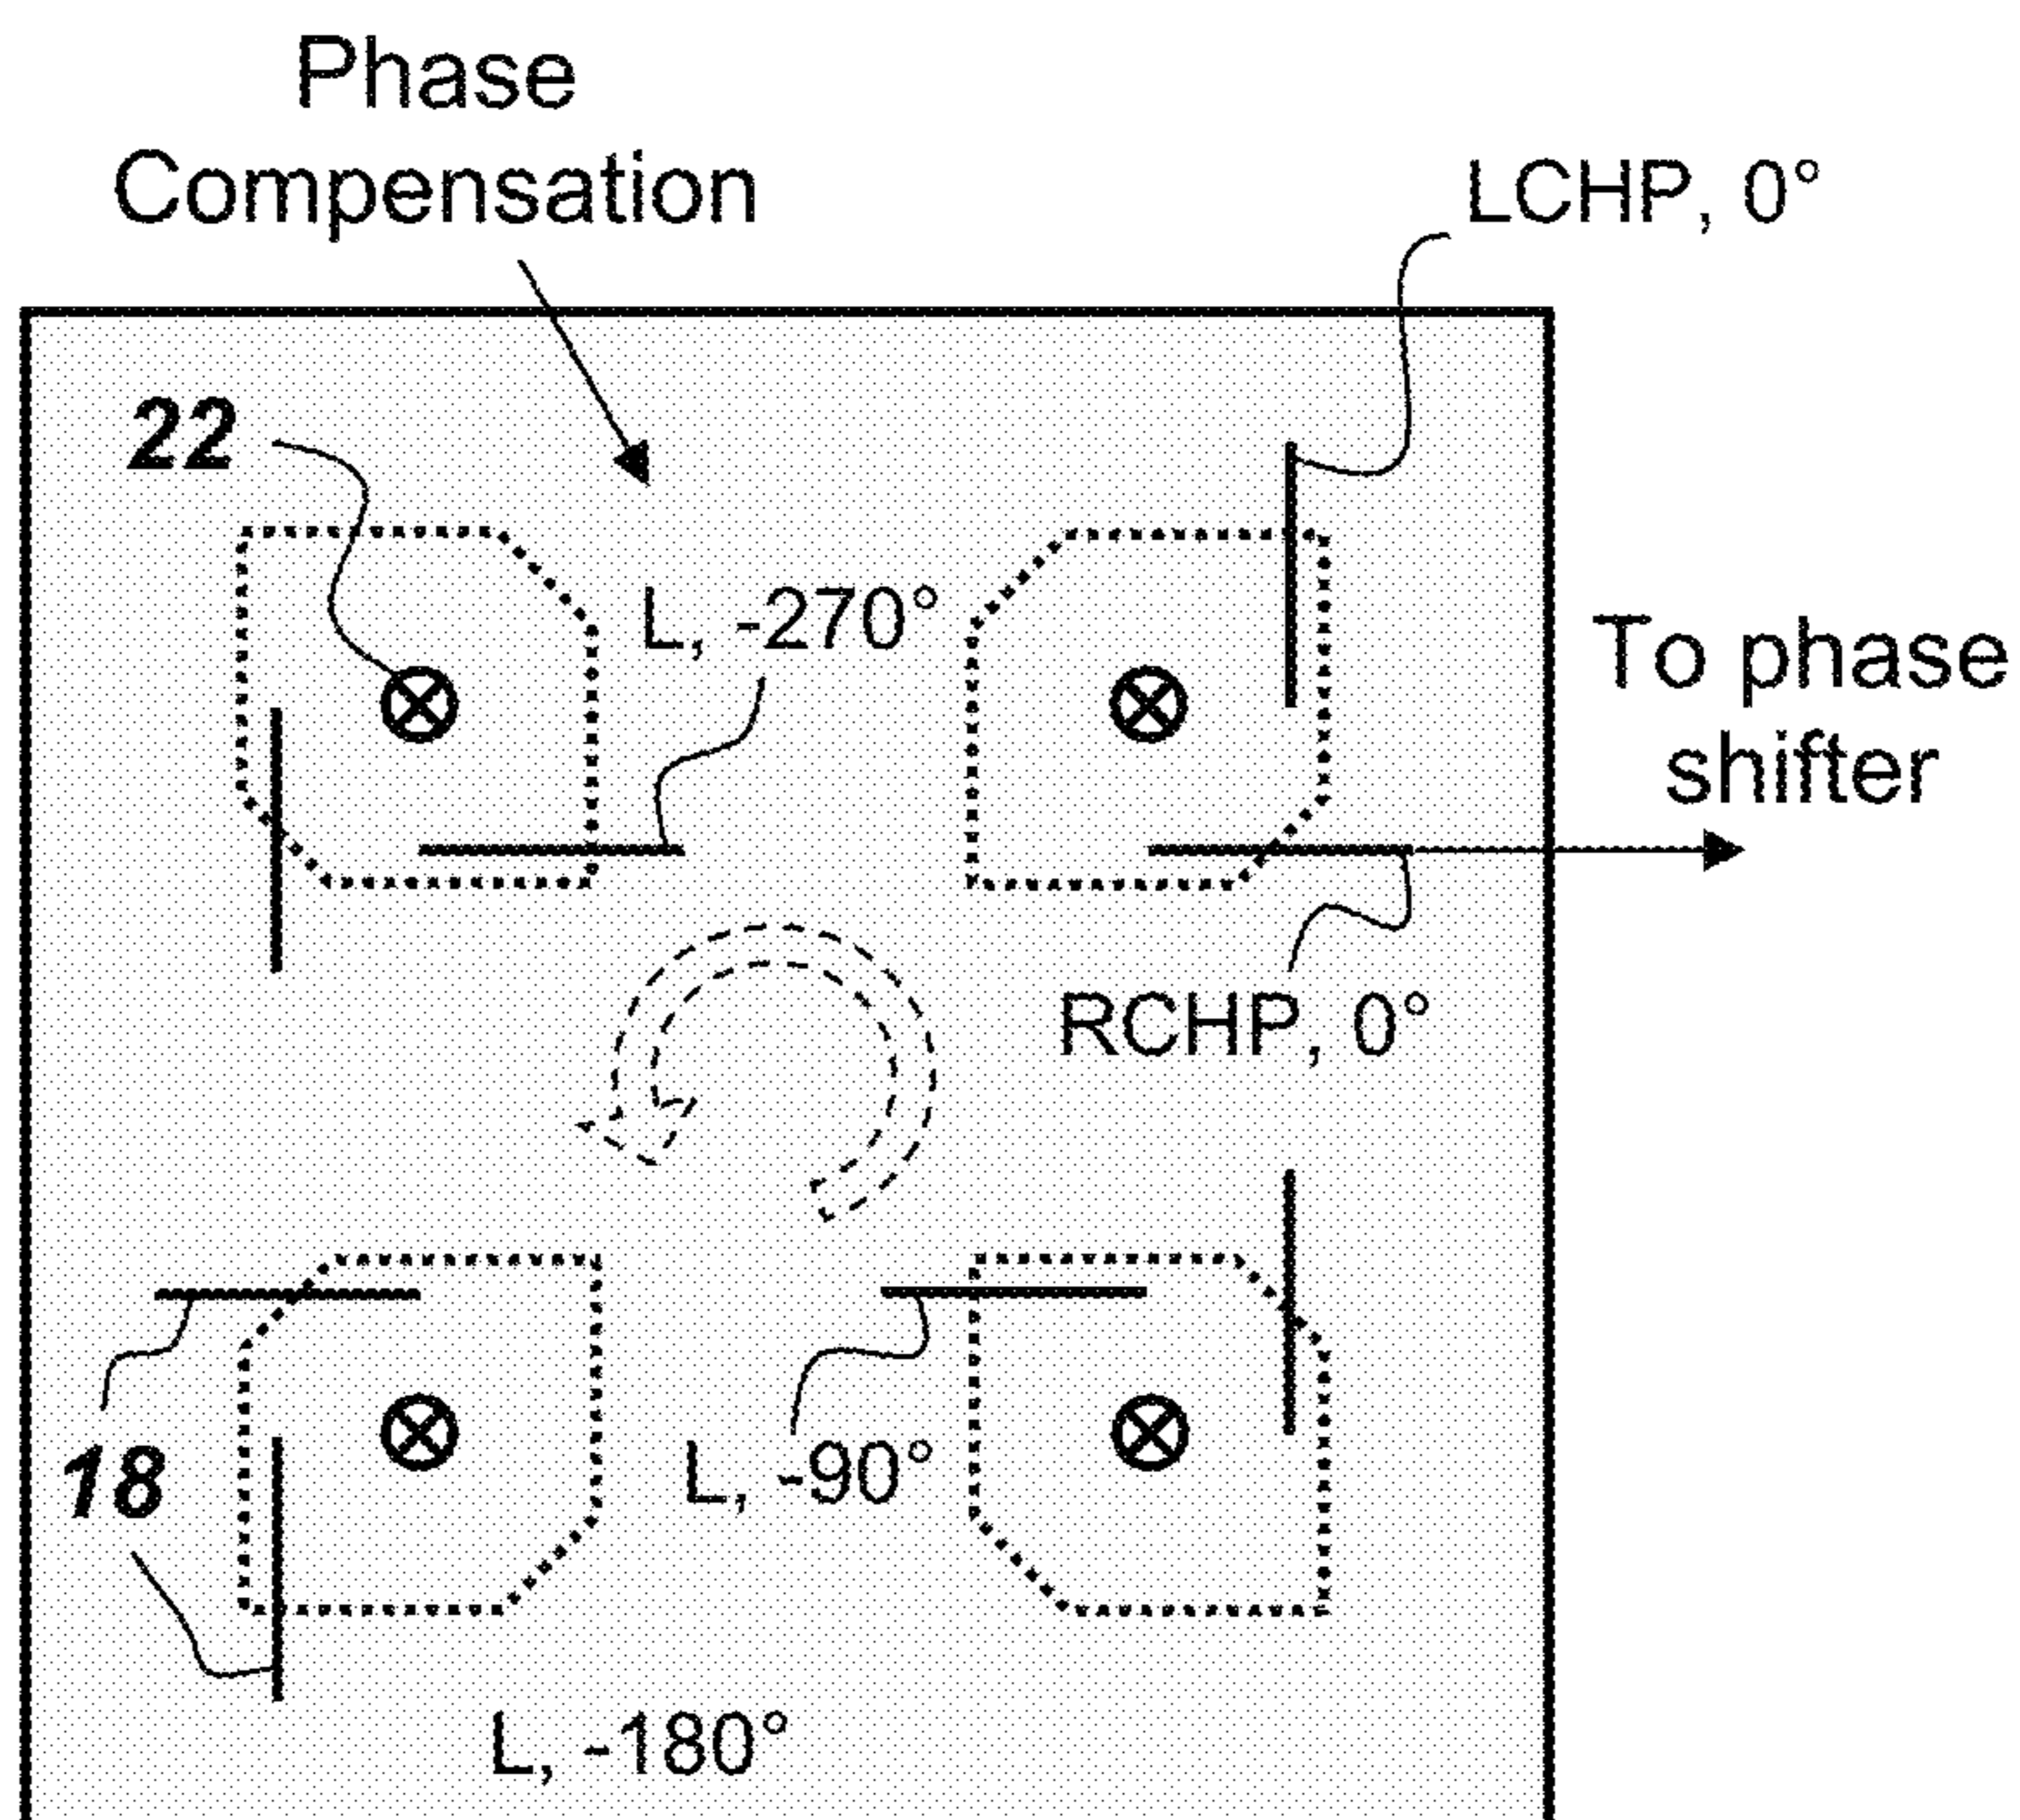 Phase
Compensation
LCHP, 0°
22
L, -270°
To phase
shifter
RCHP, 0°
18
L, -90°
L, -180°